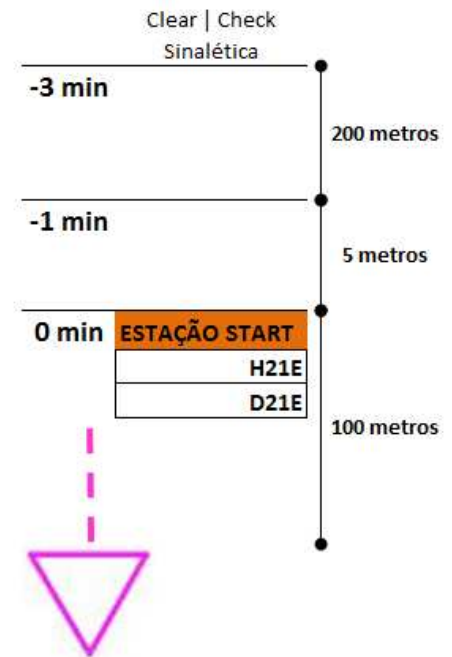 Clear | Check
Sinalética
-3 min
200 metros
-1 min
5 metros
0 min ESTAÇÃO START
H21E
D21E
100 metros